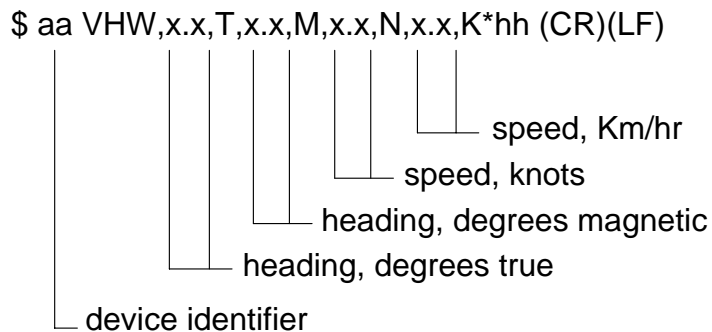 $ aa VHW,x.x,T,x.x,M,x.x,N,x.x,K*hh (CR)(LF)
speed, Km/hr
speed, knots
heading, degrees magnetic
heading, degrees true
device identifier